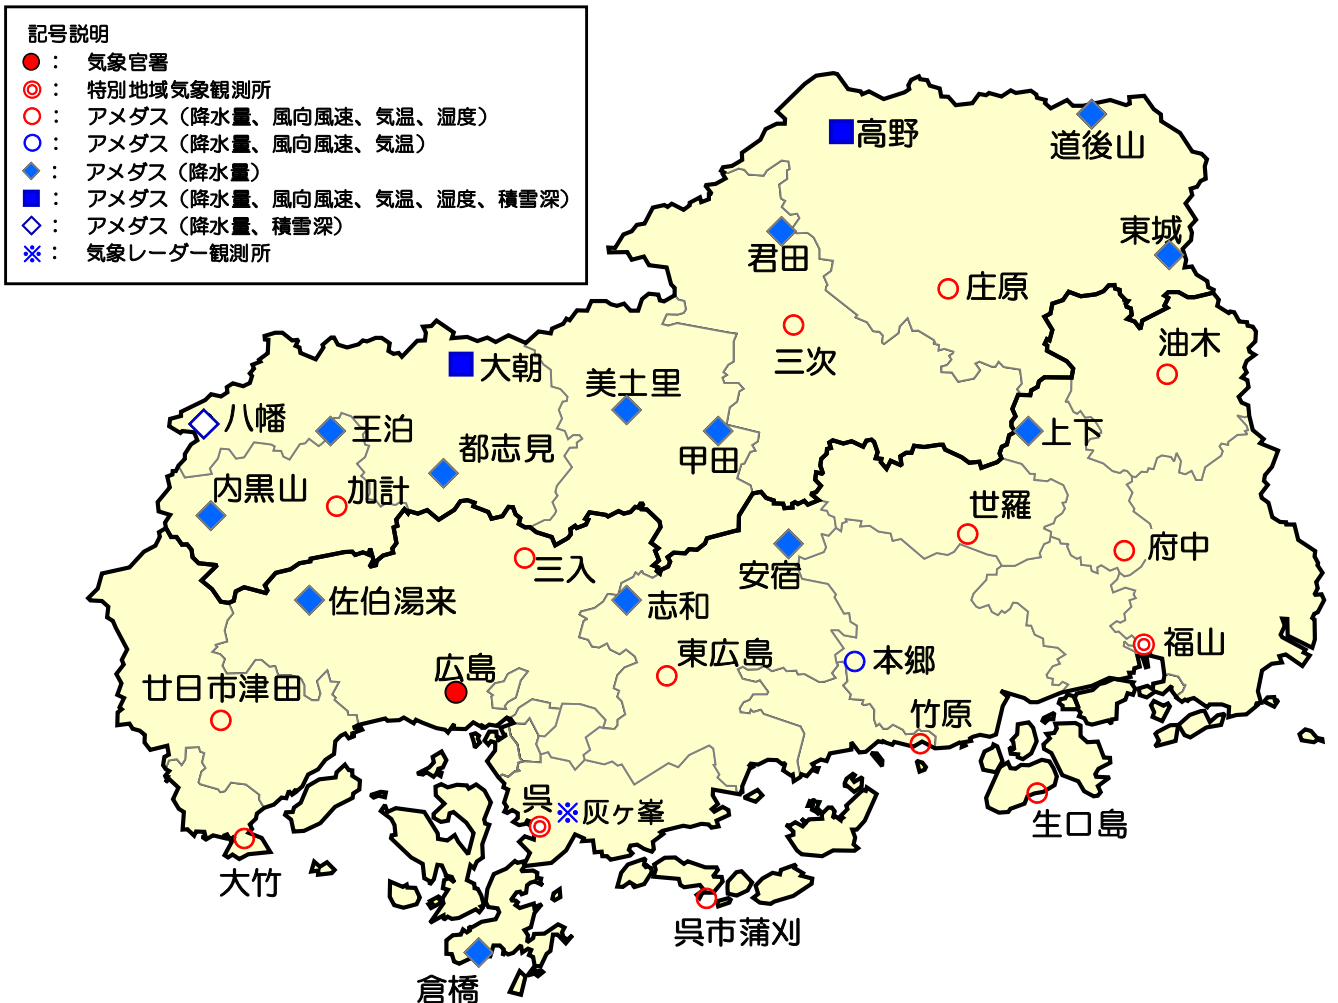 記号説明
● ： 気象官署
◎ ： 特別地域気象観測所
○ ： アメダス（降水量、風向風速、気温、湿度）
○ ： アメダス（降水量、風向風速、気温）
◆ ： アメダス（降水量）
■ ： アメダス（降水量、風向風速、気温、湿度、積雪深）
◇ ： アメダス（降水量、積雪深）
※ ： 気象レーダー観測所
高野
道後山
東城
君田
庄原
三次
油木
大朝
美土里
八幡
王泊
都志見
甲田
上下
内黒山
加計
世羅
府中
三入
安宿
佐伯湯来
志和
東広島
本郷
福山
広島
廿日市津田
竹原
呉
※灰ヶ峯
生口島
大竹
呉市蒲刈
倉橋